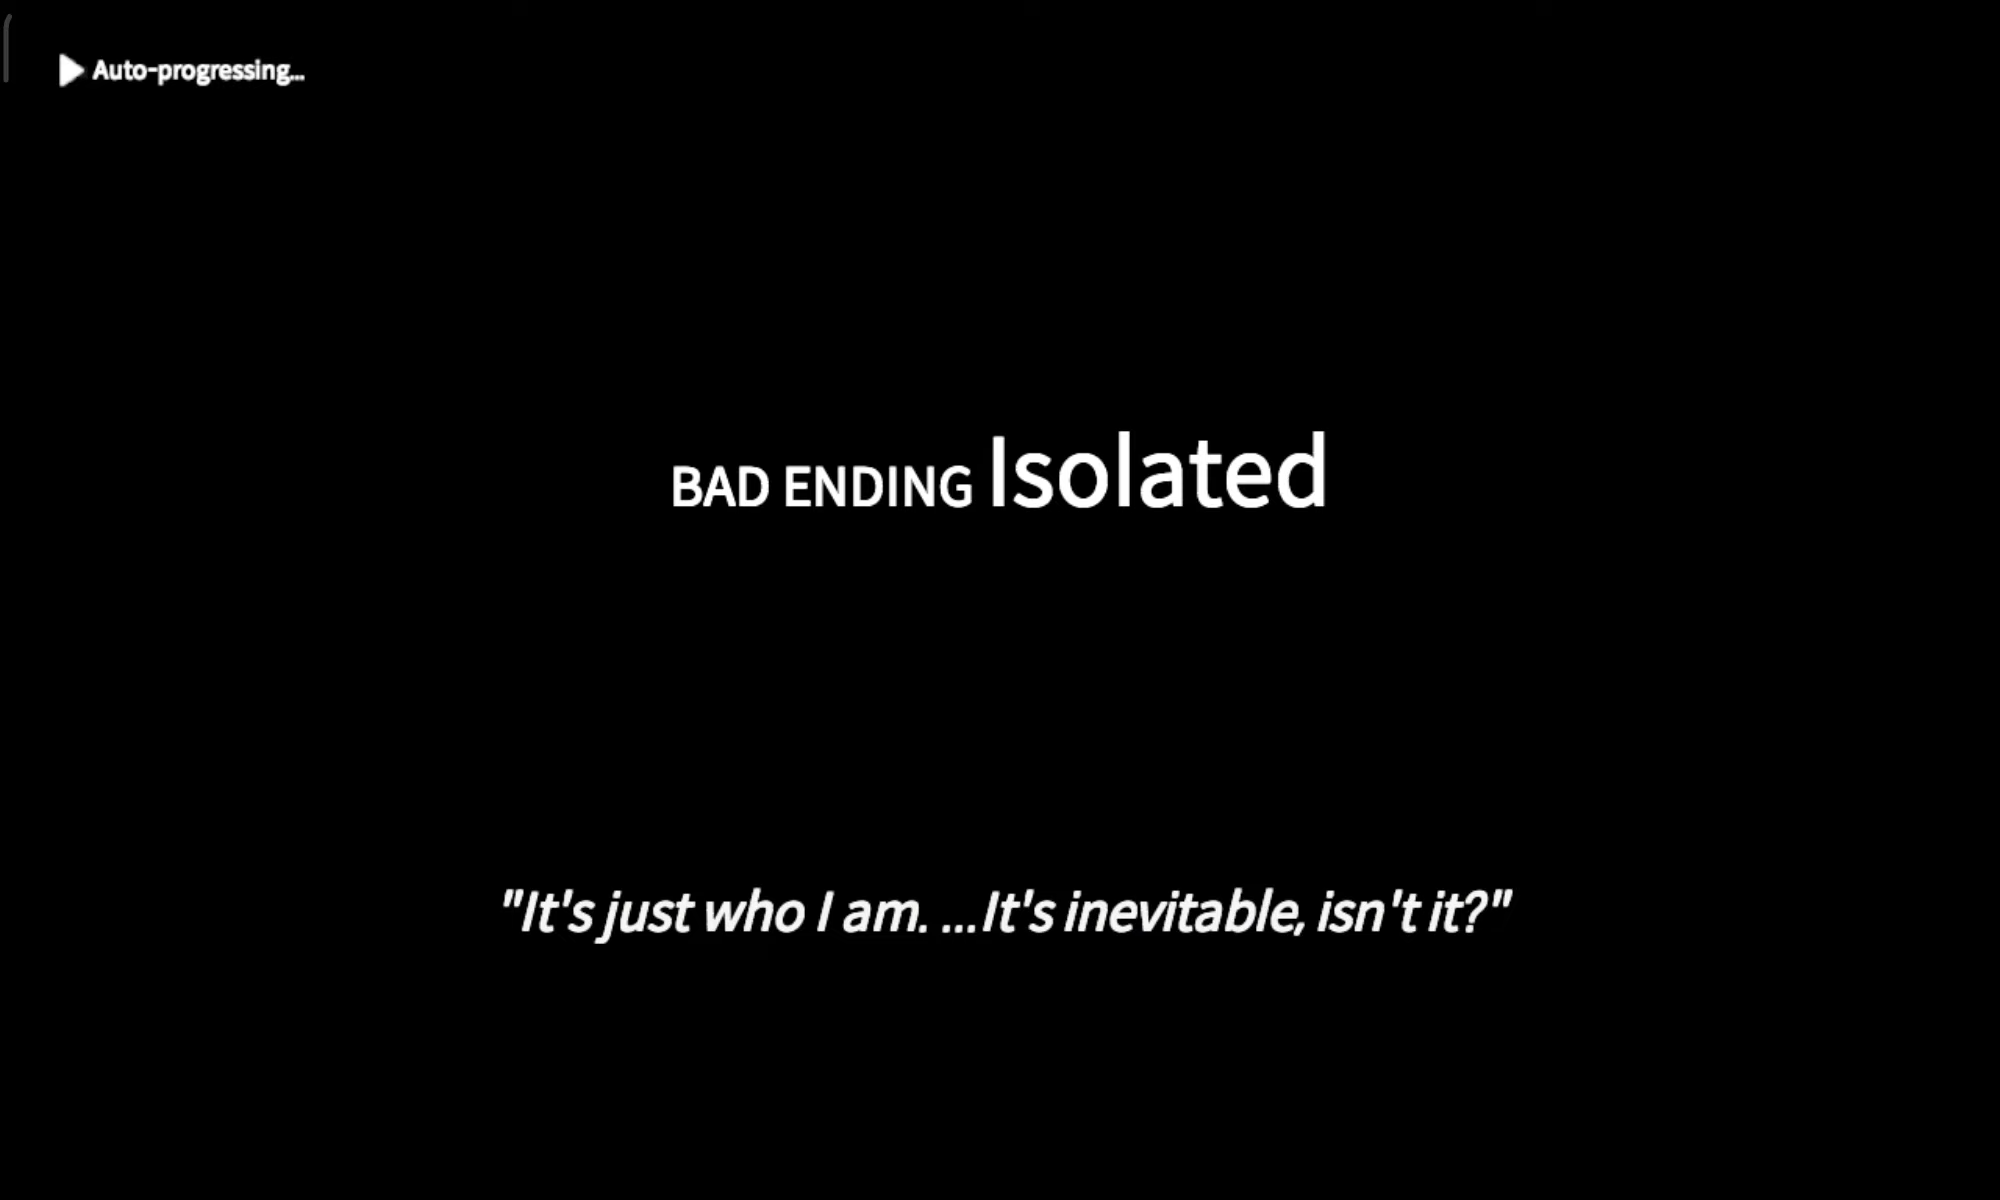 Auto-progressing...
BAD ENDING Isolated
"It's just who I am. ...It's inevitable, isn't it?"